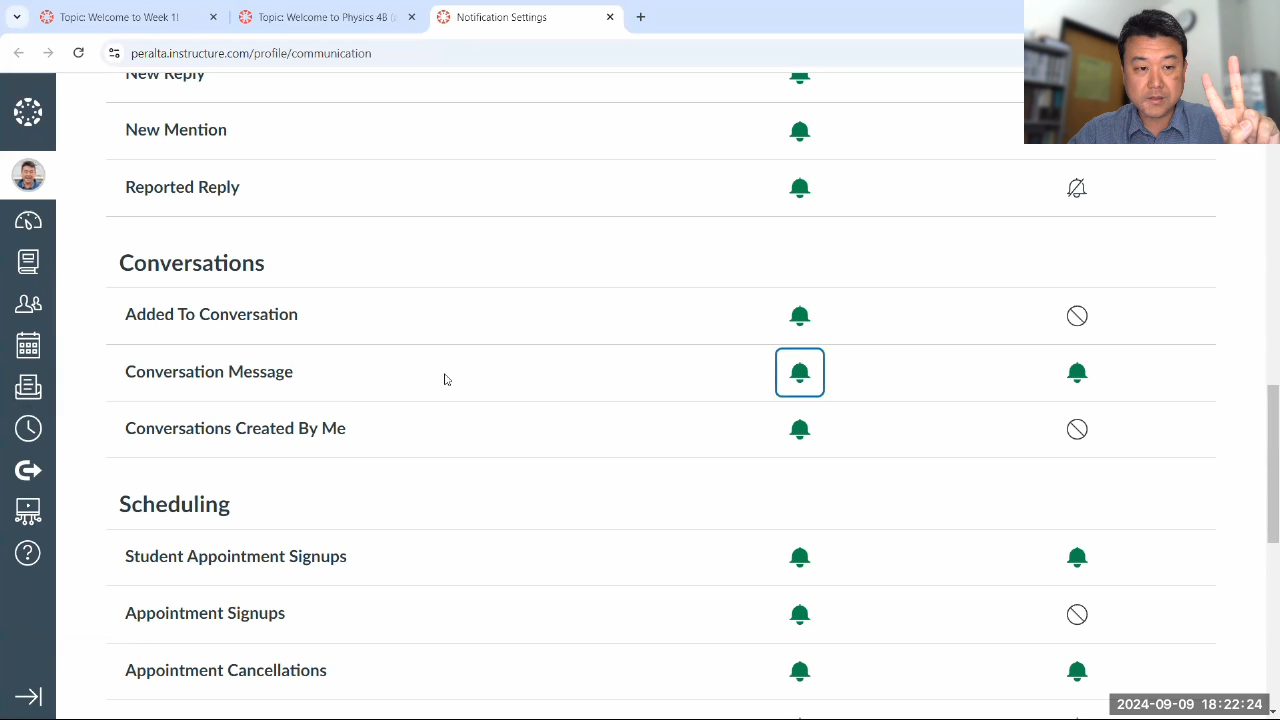 Topic: Welcome to Week 1!
Topic: Welcome to Physics 4B (
Notification Settings
peralta.instructure.com/profile/communication
New Reply
New Mention
Reported Reply
Conversations
Added To Conversation
Conversation Message
Conversations Created By Me
Scheduling
Student Appointment Signups
Appointment Signups
Appointment Cancellations
2024-09-09 18:22:24